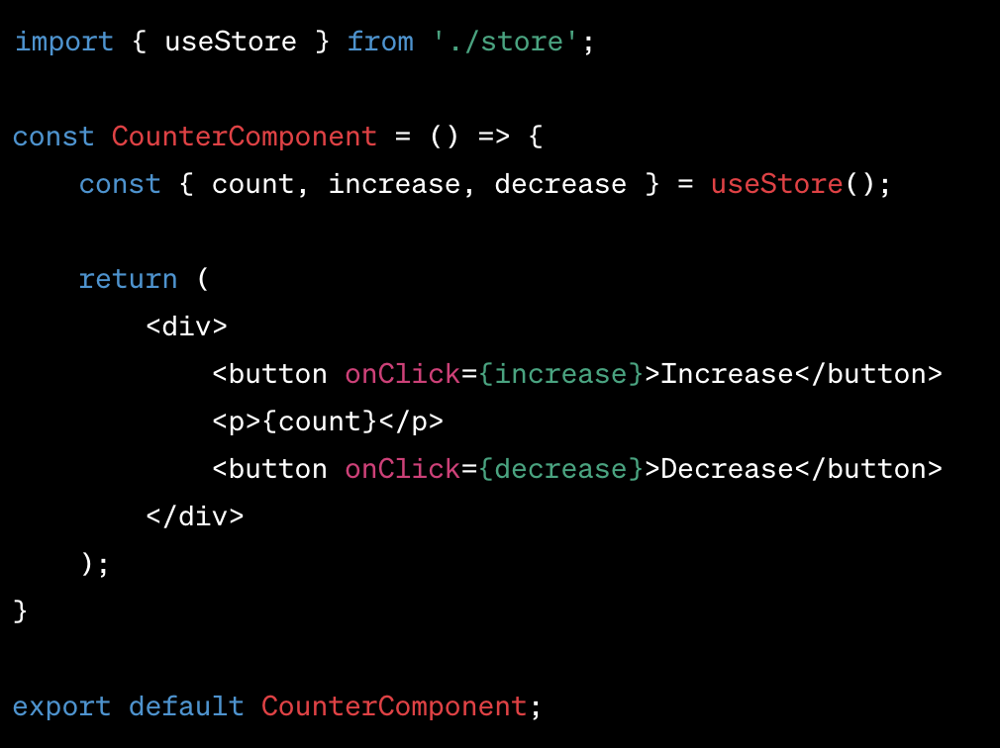 import { useStore } from './store';

const CounterComponent = () => {
    const { count, increase, decrease } = useStore();

    return (
        <div>
            <button onClick={increase}>Increase</button>
            <p>{count}</p>
            <button onClick={decrease}>Decrease</button>
        </div>
    );
}

export default CounterComponent;